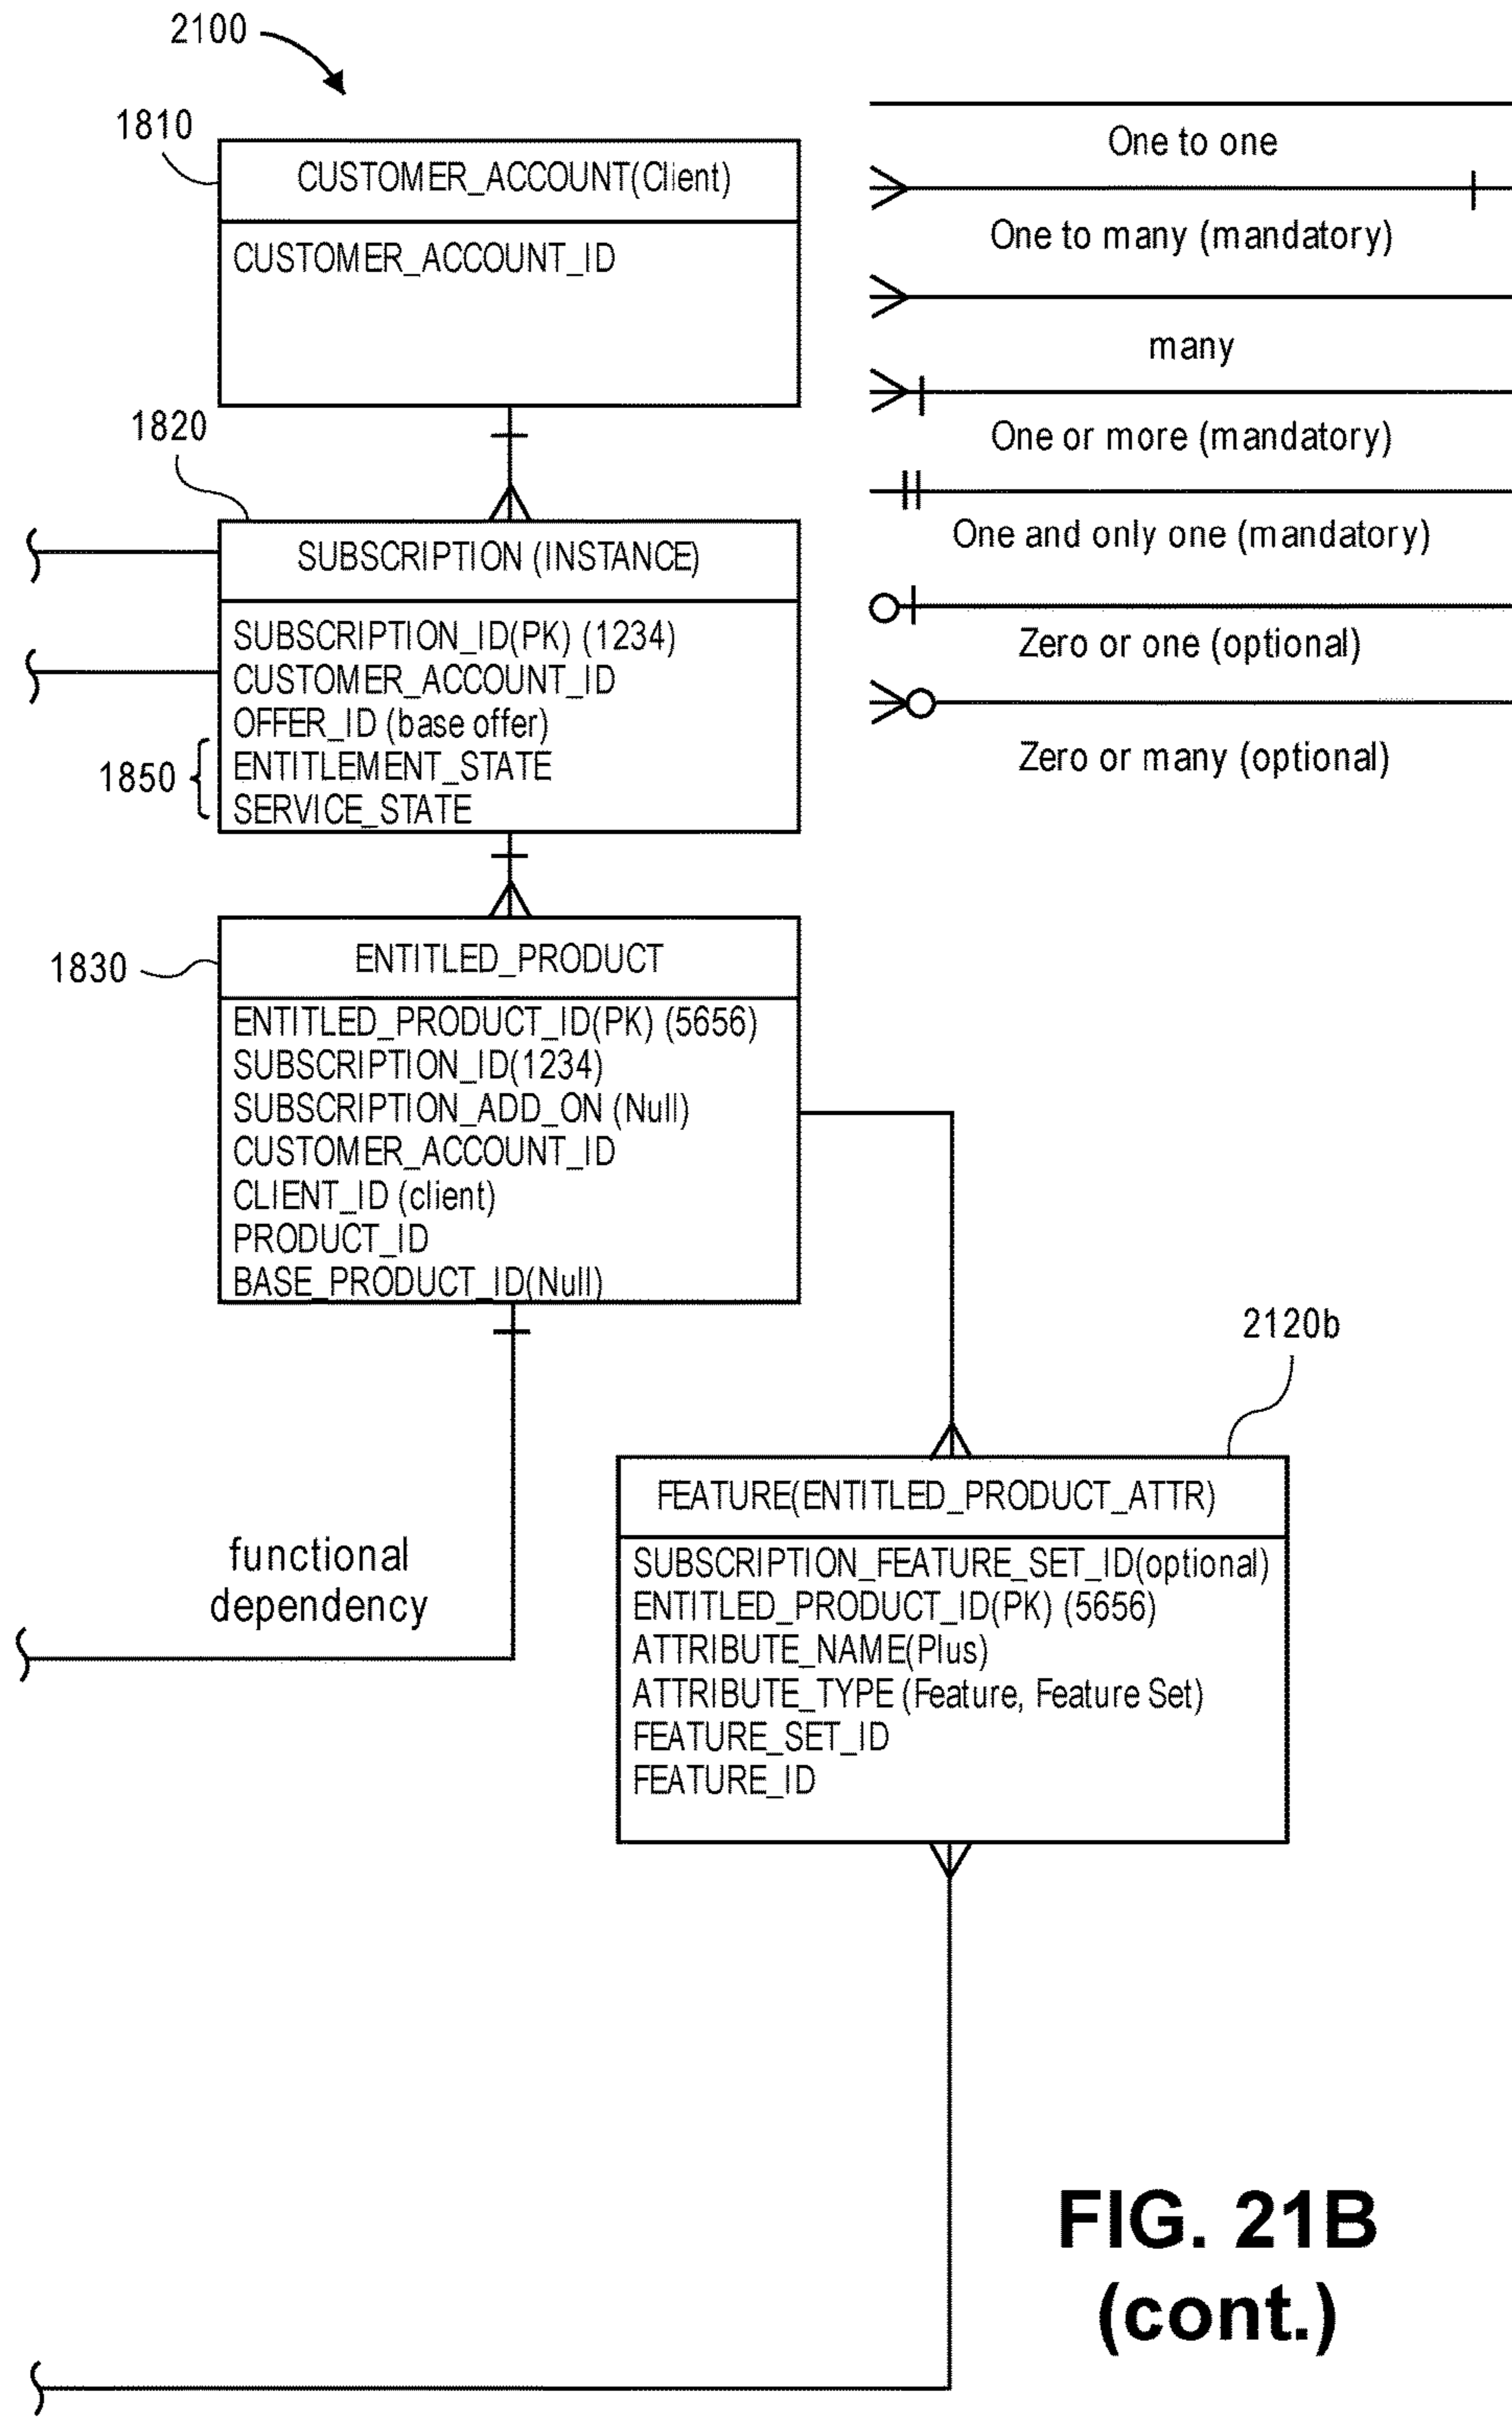 2100
1810
CUSTOMER_ACCOUNT(Client)
CUSTOMER_ACCOUNT_ID
One to one
One to many (mandatory)
many
One or more (mandatory)
One and only one (mandatory)
Zero or one (optional)
Zero or many (optional)
1820
SUBSCRIPTION (INSTANCE)
SUBSCRIPTION_ID(PK) (1234)
CUSTOMER_ACCOUNT_ID
OFFER_ID (base offer)
1850
ENTITLEMENT_STATE
SERVICE_STATE
1830
ENTITLED_PRODUCT
ENTITLED_PRODUCT_ID(PK) (5656)
SUBSCRIPTION_ID(1234)
SUBSCRIPTION_ADD_ON (Null)
CUSTOMER_ACCOUNT_ID
CLIENT_ID (client)
PRODUCT_ID
BASE_PRODUCT_ID(Null)
2120b
FEATURE(ENTITLED_PRODUCT_ATTR)
SUBSCRIPTION_FEATURE_SET_ID(optional)
ENTITLED_PRODUCT_ID(PK) (5656)
ATTRIBUTE_NAME(Plus)
ATTRIBUTE_TYPE (Feature, Feature Set)
FEATURE_SET_ID
FEATURE_ID
functional
dependency
FIG. 21B
(cont.)